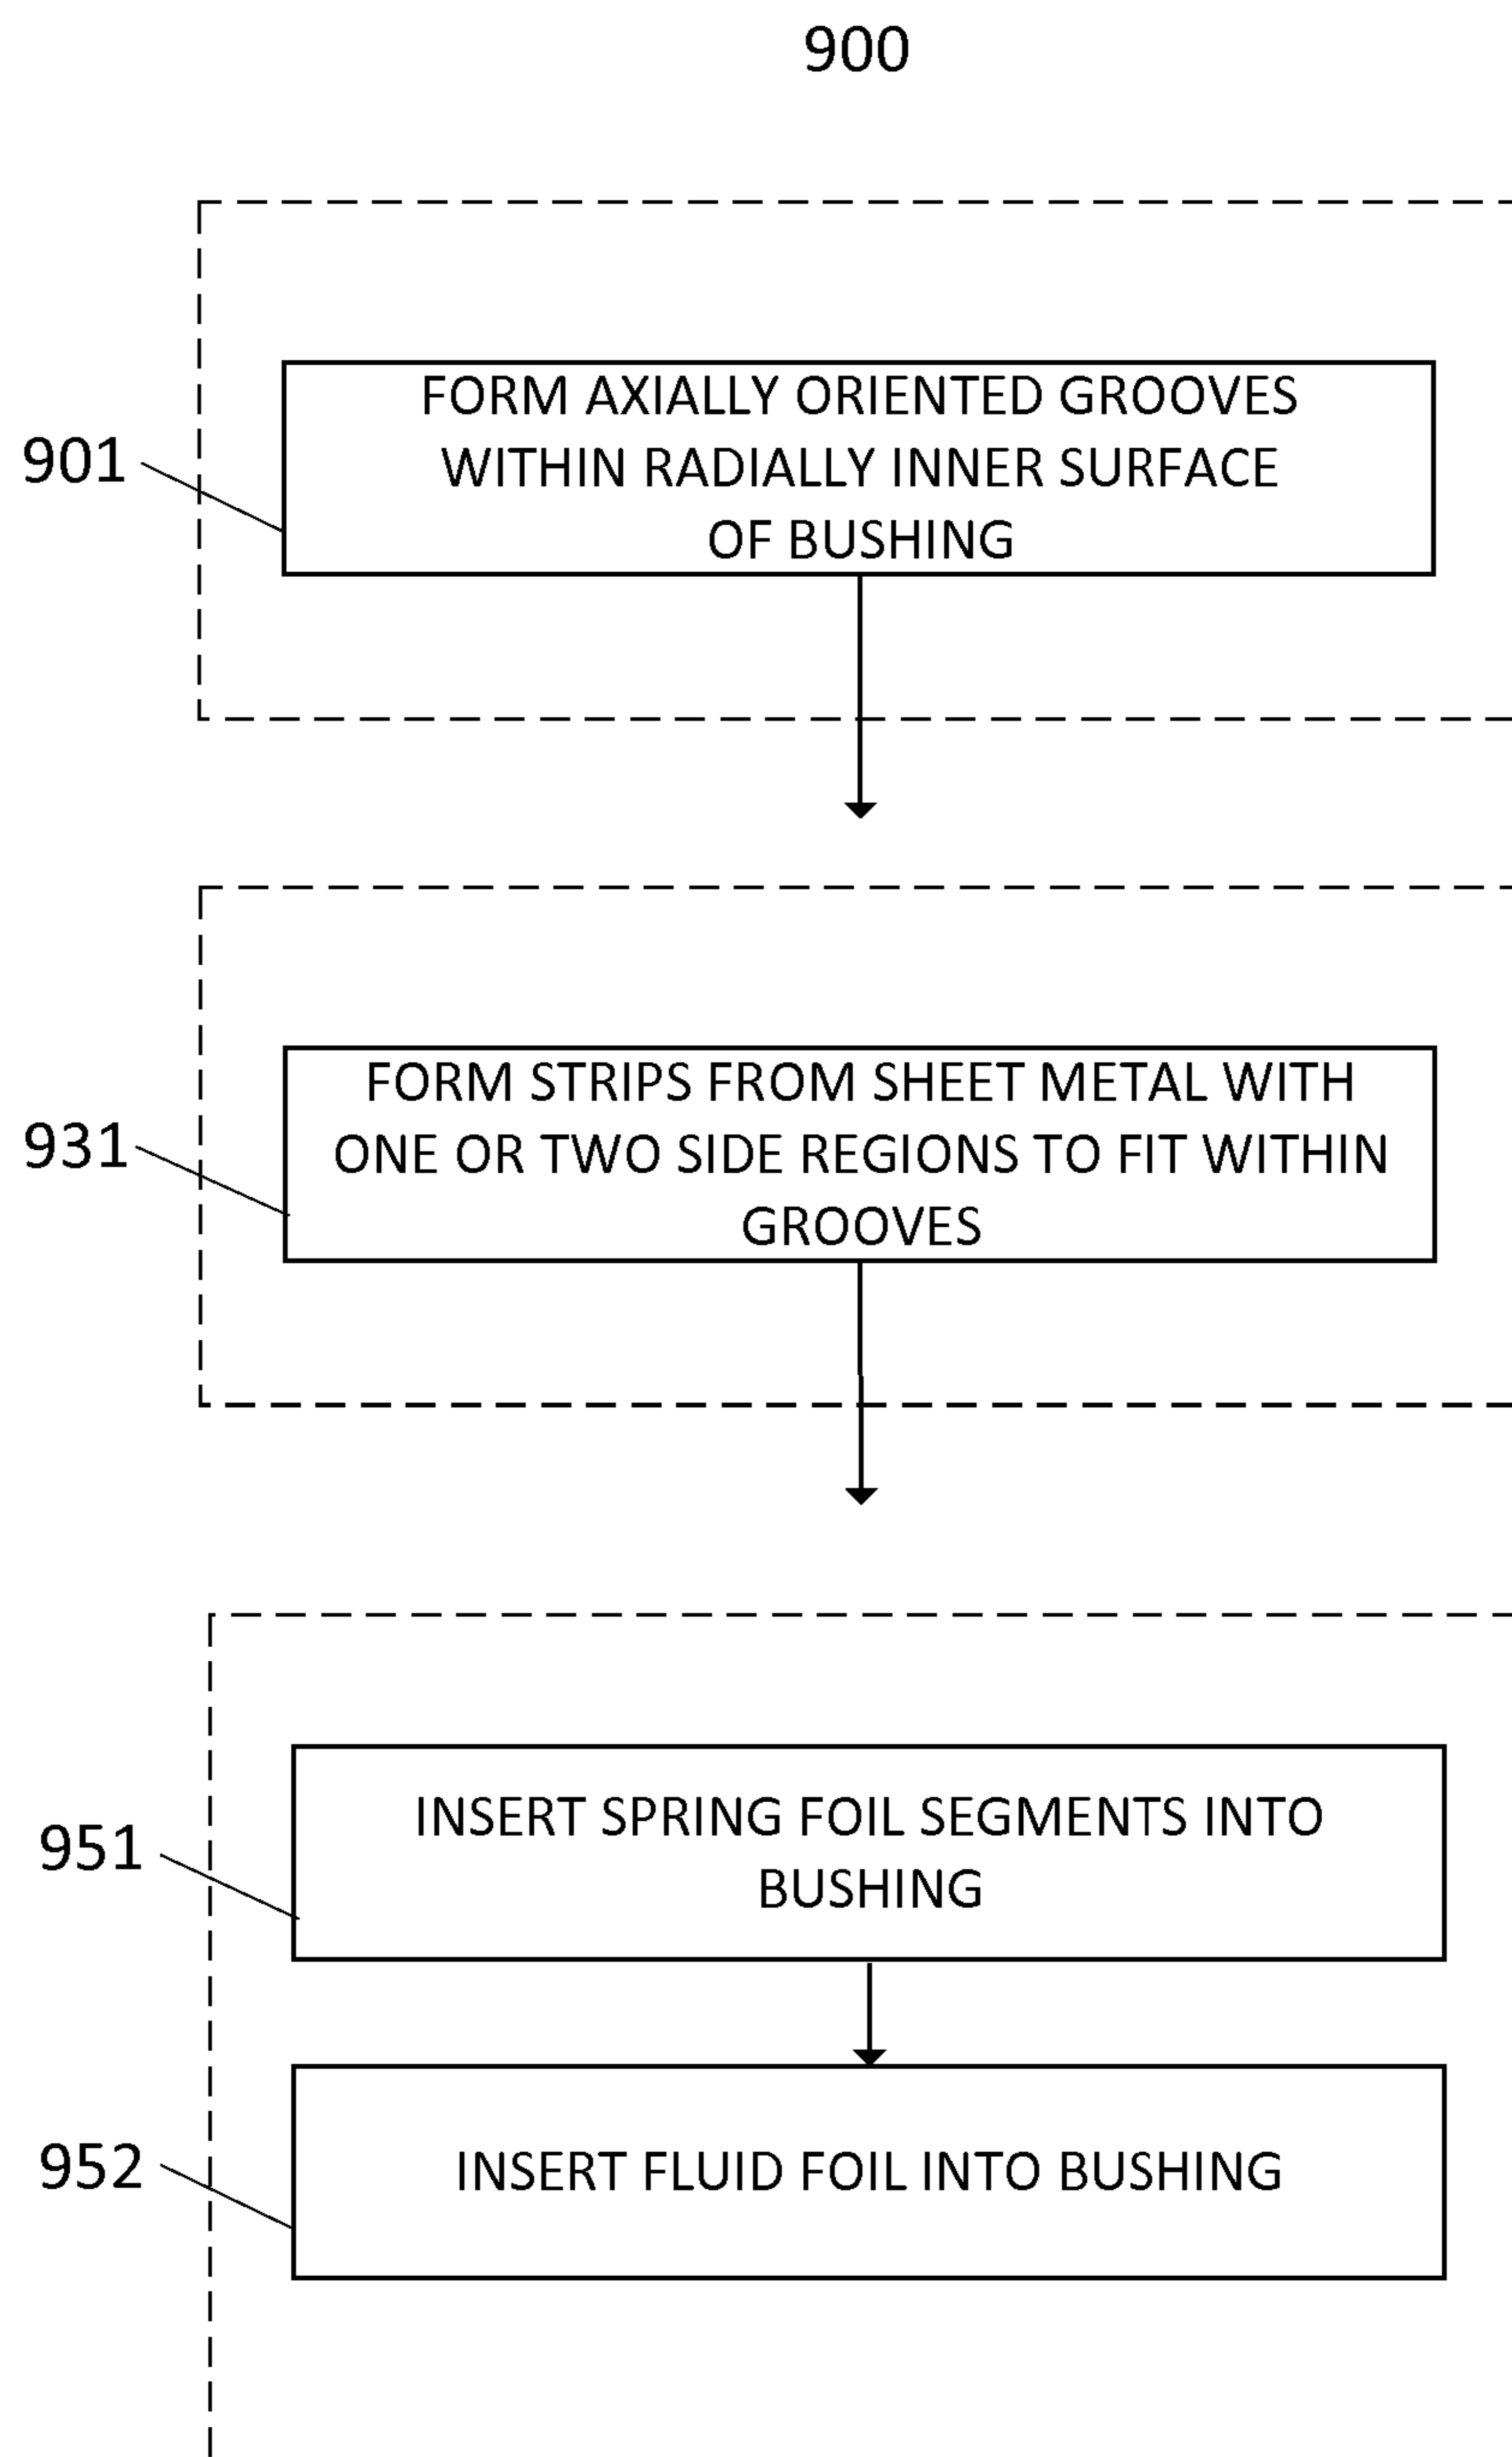 900
901
FORM AXIALLY ORIENTED GROOVES
WITHIN RADIALLY INNER SURFACE
OF BUSHING
931
FORM STRIPS FROM SHEET METAL WITH
ONE OR TWO SIDE REGIONS TO FIT WITHIN
GROOVES
951
INSERT SPRING FOIL SEGMENTS INTO
BUSHING
952
INSERT FLUID FOIL INTO BUSHING